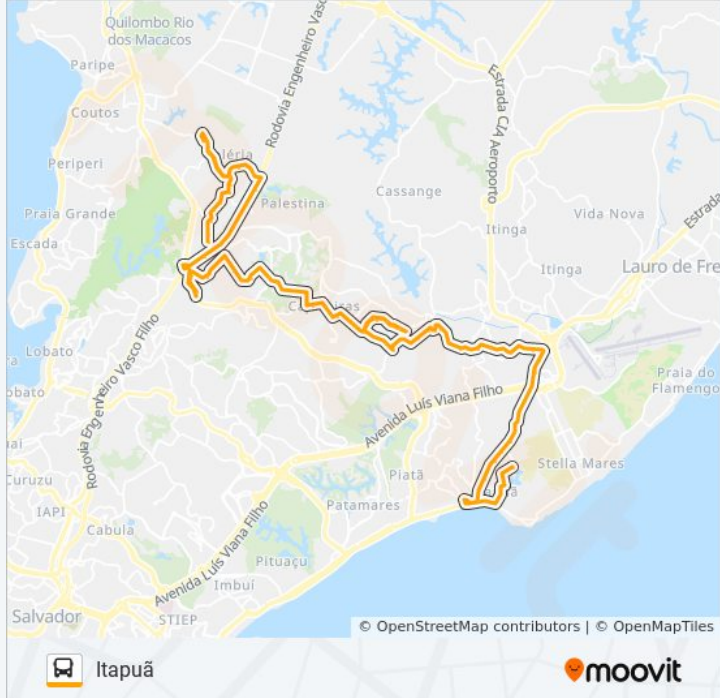 Quilombo Rio
dos Macacos
Paripe
Rodovia Engenheiro Vasco
Estrada C/A Aeroporto
Coutos
Periperi
Cassange
Palestina
Praia Grande
Vida Nova
Estrada
Itinga
Escada
Itinga
Lauro de Fre
Lobato
Rodovia Engenheiro Vasco Filho
Praia do
Flamengo
Avenida Luís Viana Filho
Stella Mares
Piatã
Patamares
IAPI
Cabula
Avenida Luís Viana Filho
Pituaçu
Imbuí
Salvador
STIEP
© OpenStreetMap contributors | © OpenMapTiles
Itapuã
moovit